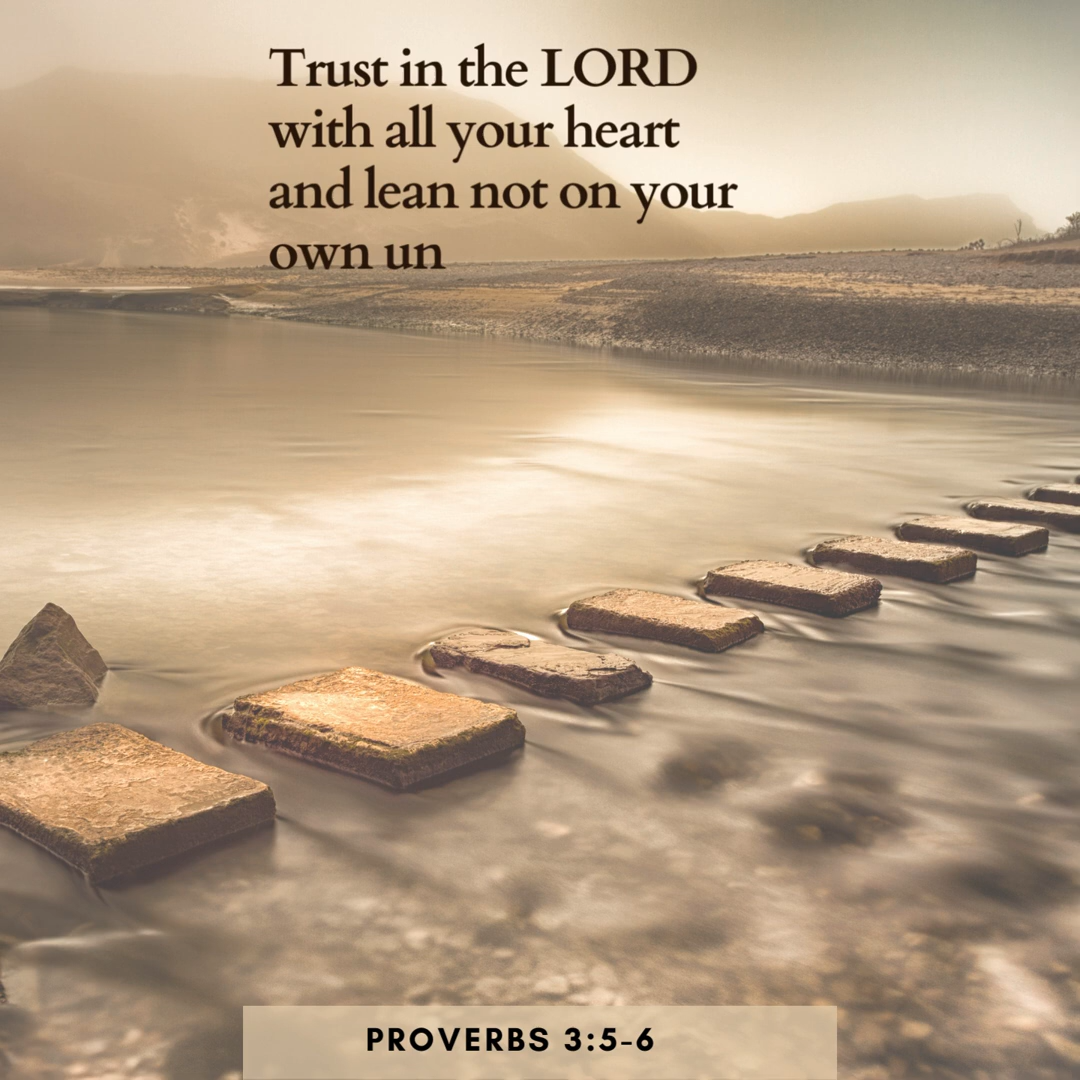 Trust in the LORD
with all your heart
and lean not on your
own un
PROVERBS 3:5-6